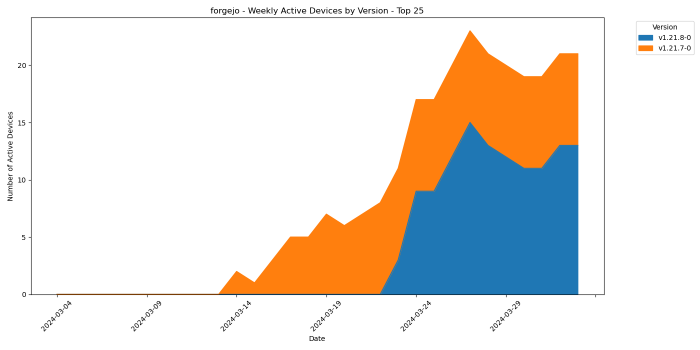 forgejo - Weekly Active Devices by Version - Top 25
Version
v1.21.8-0
v1.21.7-0
Number of Active Devices
20
15
10
5
0
2024-03-04
2024-03-09
2024-03-14
2024-03-19
2024-03-24
2024-03-29
Date